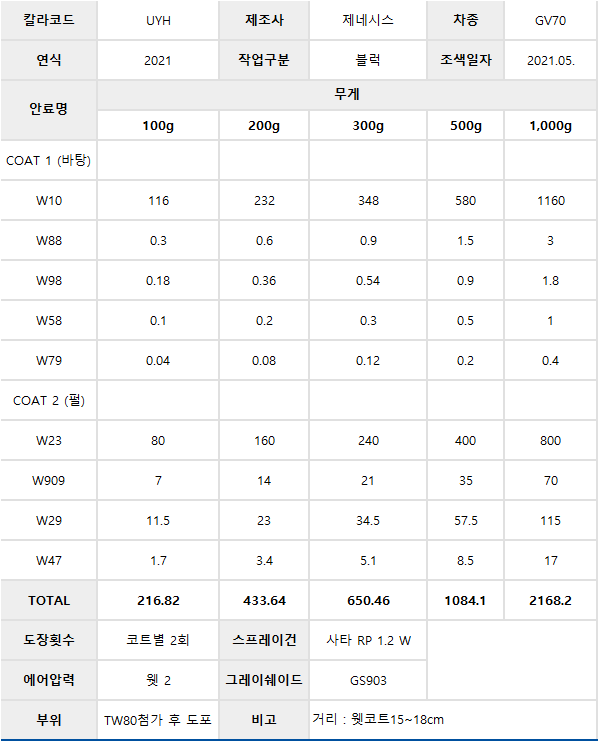 칼라코드 UYH 제조사 제네시스 차종 GV70
연식 2021 작업구분 블럭 조색일자 2021.05.
안료명 무게
100g 200g 300g 500g 1,000g
COAT 1 (바탕)
W10 116 232 348 580 1160
W88 0.3 0.6 0.9 1.5 3
W98 0.18 0.36 0.54 0.9 1.8
W58 0.1 0.2 0.3 0.5 1
W79 0.04 0.08 0.12 0.2 0.4
COAT 2 (펄)
W23 80 160 240 400 800
W909 7 14 21 35 70
W29 11.5 23 34.5 57.5 115
W47 1.7 3.4 5.1 8.5 17
TOTAL 216.82 433.64 650.46 1084.1 2168.2
도장횟수 코트별 2회 스프레이건 사타 RP 1.2 W
에어압력 웻 2 그레이쉐이드 GS903
부위 TW80첨가 후 도포 비고 거리 : 웻코트15~18cm